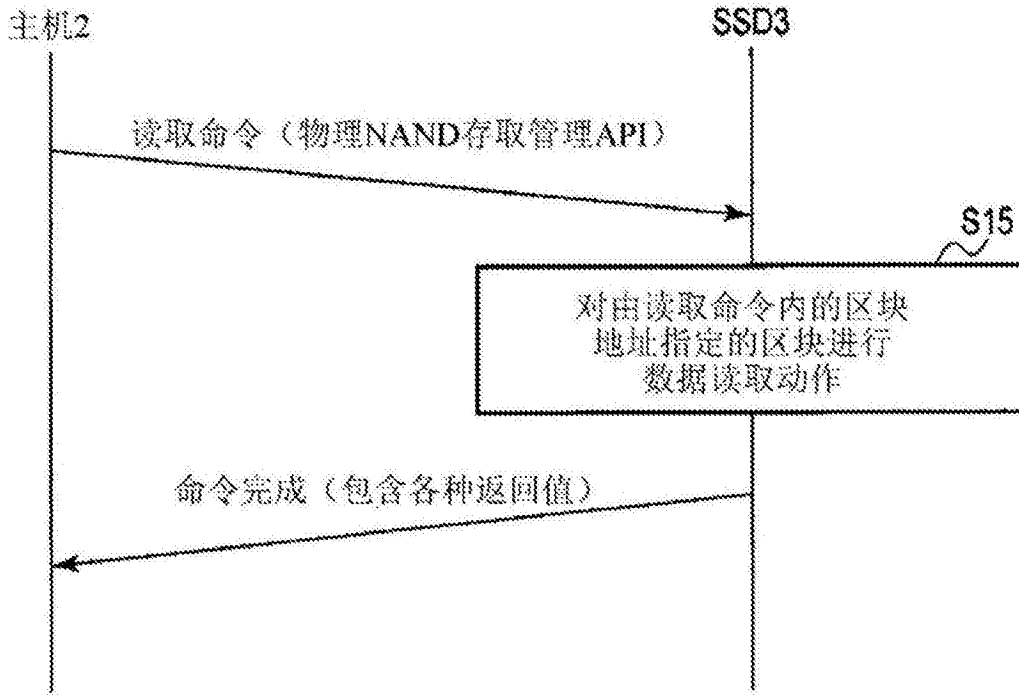 主机2
SSD3
读取命令（物理NAND存取管理API）
S15
对由读取命令内的区块
地址指定的区块进行
数据读取动作
命令完成（包含各种返回值）